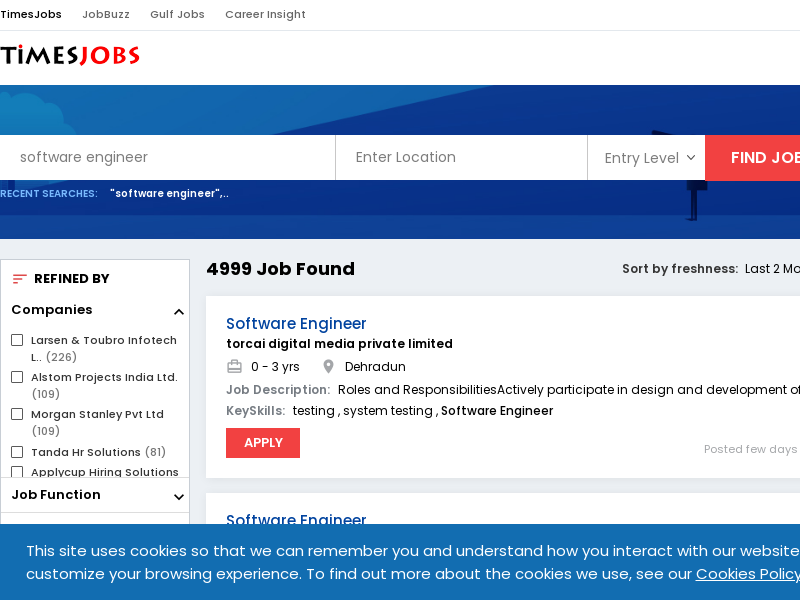 TimesJobs JobBuzz Gulf Jobs Career Insight
TIMESJOBS
software engineer Enter Location Entry Level FIND JOB
RECENT SEARCHES: "software engineer",..
REFINED BY
Companies
Larsen & Toubro Infotech
L.. (226)
Alstom Projects India Ltd.
(109)
Morgan Stanley Pvt Ltd
(109)
Tanda Hr Solutions (81)
Applycup Hiring Solutions
Job Function
4999 Job Found
Sort by freshness: Last 2 Mo
Software Engineer
torcai digital media private limited
0 - 3 yrs Dehradun
Job Description: Roles and ResponsibilitiesActively participate in design and development of
KeySkills: testing , system testing , Software Engineer
APPLY
Posted few days
Software Engineer
This site uses cookies so that we can remember you and understand how you interact with our website
customize your browsing experience. To find out more about the cookies we use, see our Cookies Policy